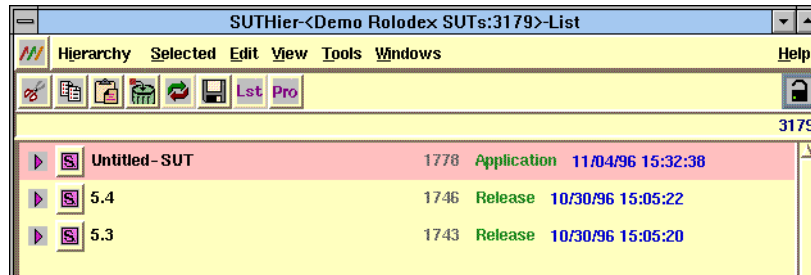 SUTHier-<Demo Rolodex SUTs:3179>-List
Hierarchy Selected Edit View Tools Windows Help
Lst Pro
3179
S Untitled-SUT 1778 Application 11/04/96 15:32:38
S 5.4 1746 Release 10/30/96 15:05:22
S 5.3 1743 Release 10/30/96 15:05:20